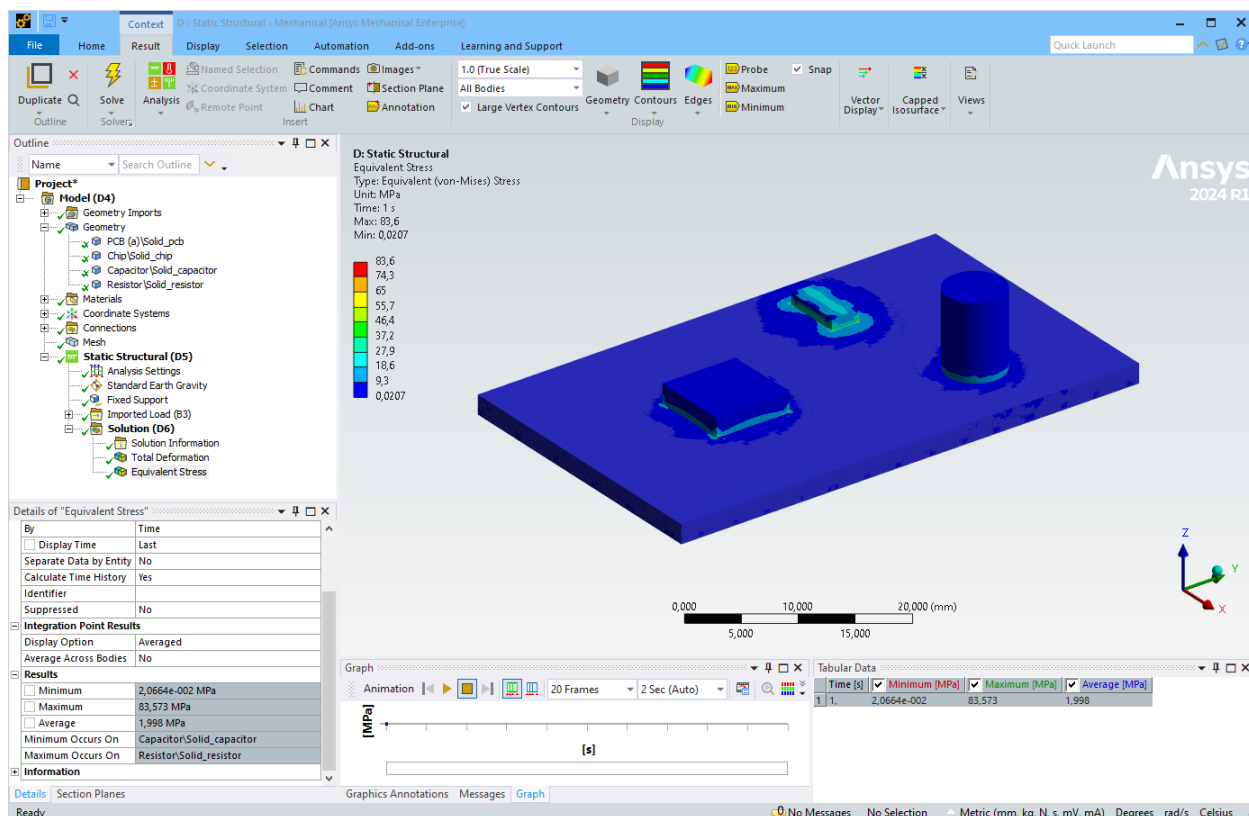 Context
D : Static Structural - Mechanical [Ansys Mechanical Enterprise]
File Home Result Display Selection Automation Add-ons Learning and Support Quick Launch
Duplicate
Outline
Solve
Solver
Analysis
Named Selection
Coordinate System
Remote Point
Commands
Comment
Chart
Images
Section Plane
Annotation
Insert
1.0 (True Scale)
All Bodies
Large Vertex Contours
Geometry Contours Edges
Display
Probe
Maximum
Minimum
Snap
Vector Display
Capped Isosurface
Views
Outline
Name Search Outline
Project*
Model (D4)
Geometry Imports
Geometry
PCB (a)\Solid_pcb
Chip\Solid_chip
Capacitor\Solid_capacitor
Resistor\Solid_resistor
Materials
Coordinate Systems
Connections
Mesh
Static Structural (D5)
Analysis Settings
Standard Earth Gravity
Fixed Support
Imported Load (B3)
Solution (D6)
Solution Information
Total Deformation
Equivalent Stress
Details of "Equivalent Stress"
By Time
Display Time Last
Separate Data by Entity No
Calculate Time History Yes
Identifier
Suppressed No
Integration Point Results
Display Option Averaged
Average Across Bodies No
Results
Minimum 2,0664e-002 MPa
Maximum 83,573 MPa
Average 1,998 MPa
Minimum Occurs On Capacitor\Solid_capacitor
Maximum Occurs On Resistor\Solid_resistor
Information
Details Section Planes
D: Static Structural
Equivalent Stress
Type: Equivalent (von-Mises) Stress
Unit: MPa
Time: 1 s
Max: 83,6
Min: 0,0207
83,6
74,3
65
55,7
46,4
37,2
27,9
18,6
9,3
0,0207
Ansys
2024 R1
Z
Y
X
0,000 10,000 20,000 (mm)
5,000 15,000
Graph
Animation 20 Frames 2 Sec (Auto)
[MPa]
[s]
Graphics Annotations Messages Graph
Tabular Data
Time [s] Minimum [MPa] Maximum [MPa] Average [MPa]
1 1, 2,0664e-002 83,573 1,998
Ready
0 No Messages No Selection Metric (mm, kg, N, s, mV, mA) Degrees rad/s Celsius